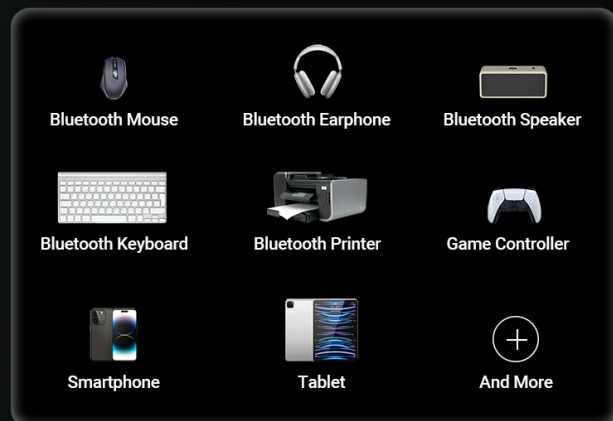 Bluetooth Mouse
Bluetooth Earphone
Bluetooth Speaker
Bluetooth Keyboard
Bluetooth Printer
Game Controller
Smartphone
Tablet
And More